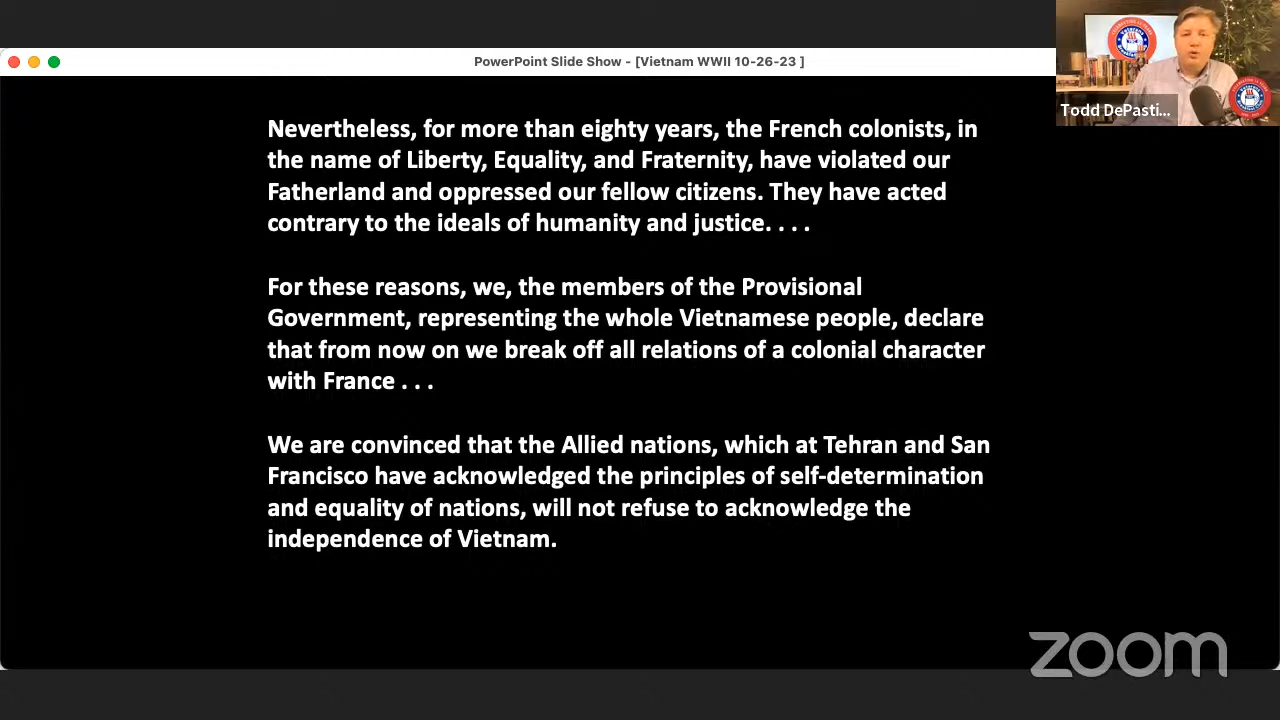 PowerPoint Slide Show - [Vietnam WWII 10-26-23 ]
Todd DePasti...
Nevertheless, for more than eighty years, the French colonists, in
the name of Liberty, Equality, and Fraternity, have violated our
Fatherland and oppressed our fellow citizens. They have acted
contrary to the ideals of humanity and justice. . . .
For these reasons, we, the members of the Provisional
Government, representing the whole Vietnamese people, declare
that from now on we break off all relations of a colonial character
with France . . .
We are convinced that the Allied nations, which at Tehran and San
Francisco have acknowledged the principles of self-determination
and equality of nations, will not refuse to acknowledge the
independence of Vietnam.
zoom